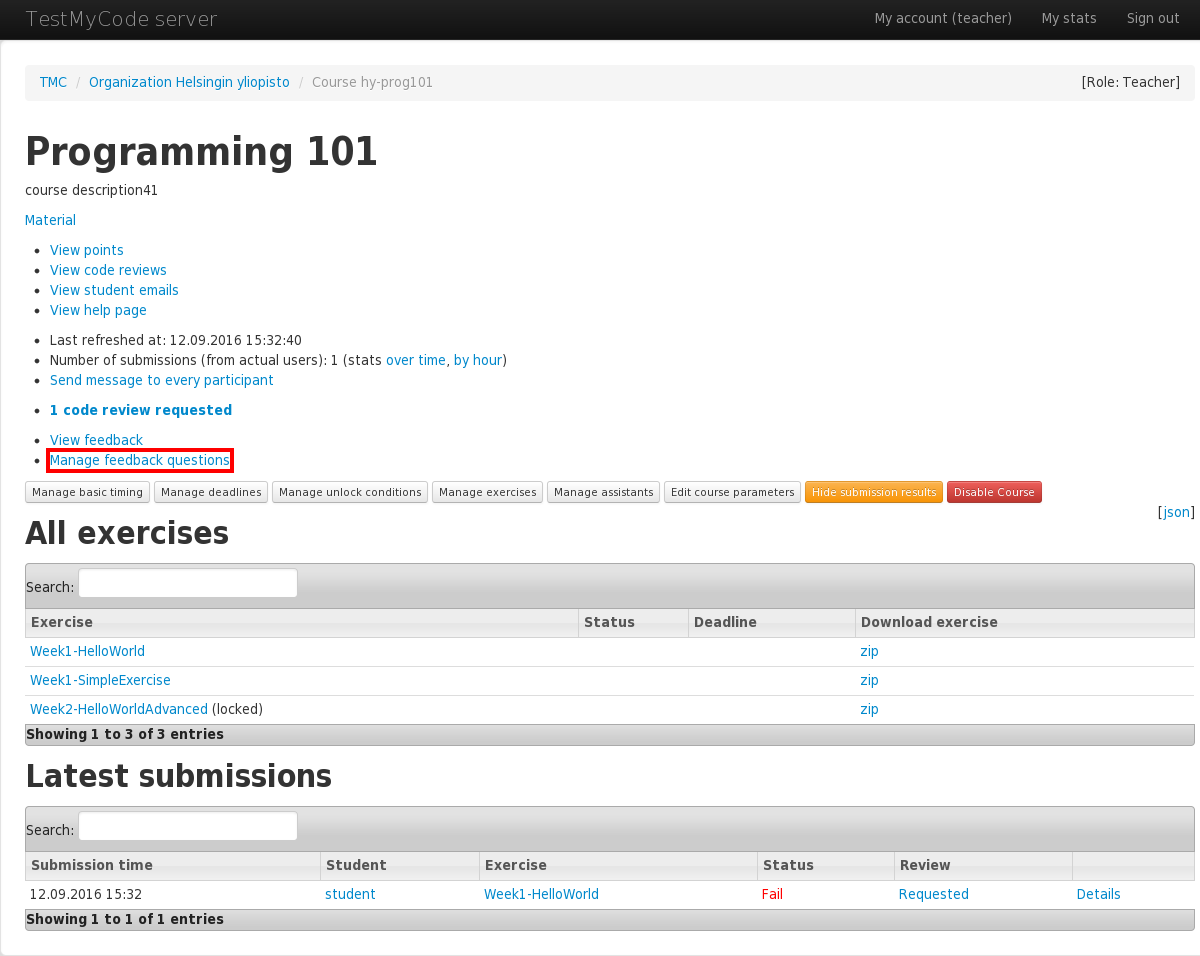 TestMyCode server
My account (teacher) My stats Sign out
TMC / Organization Helsingin yliopisto / Course hy-prog101 [Role: Teacher]
Programming 101
course description41
Material
View points
View code reviews
View student emails
View help page
Last refreshed at: 12.09.2016 15:32:40
Number of submissions (from actual users): 1 (stats over time, by hour)
Send message to every participant
1 code review requested
View feedback
Manage feedback questions
Manage basic timing Manage deadlines Manage unlock conditions Manage exercises Manage assistants Edit course parameters Hide submission results Disable Course
[json]
All exercises
Search:
Exercise Status Deadline Download exercise
Week1-HelloWorld zip
Week1-SimpleExercise zip
Week2-HelloWorldAdvanced (locked) zip
Showing 1 to 3 of 3 entries
Latest submissions
Search:
Submission time Student Exercise Status Review
12.09.2016 15:32 student Week1-HelloWorld Fail Requested Details
Showing 1 to 1 of 1 entries